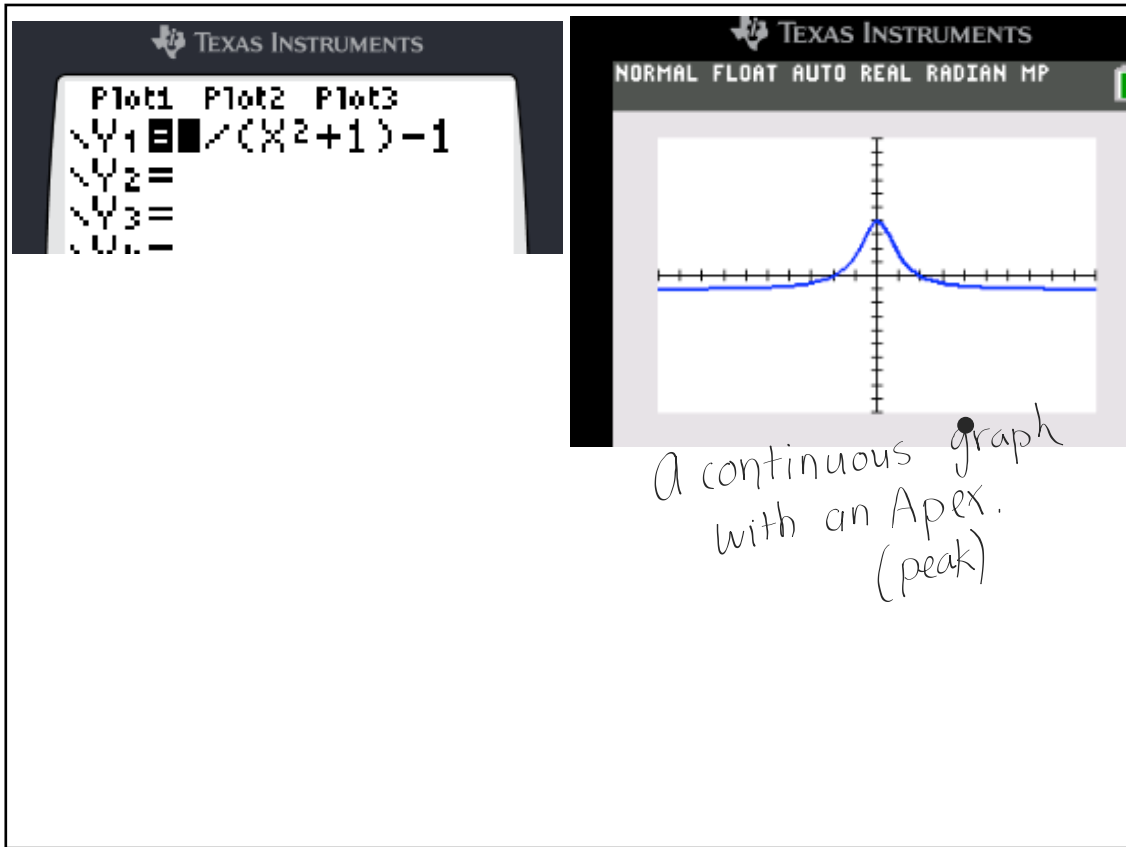 TEXAS INSTRUMENTS
Plot1 Plot2 Plot3
\Y1=█/(X²+1)-1
\Y2=
\Y3=
TEXAS INSTRUMENTS
NORMAL FLOAT AUTO REAL RADIAN MP
A continuous graph
with an Apex.
(peak)